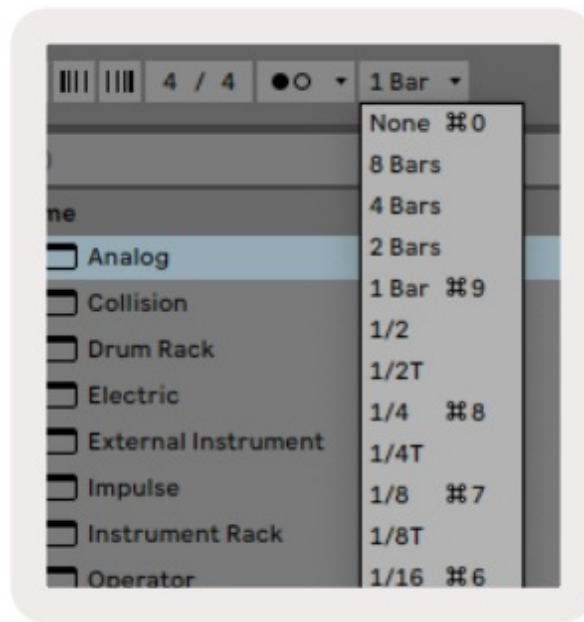 4 / 4
1 Bar
None ⌘0
8 Bars
4 Bars
2 Bars
1 Bar ⌘9
1/2
1/2T
1/4 ⌘8
1/4T
1/8 ⌘7
1/8T
1/16 ⌘6
me
Analog
Collision
Drum Rack
Electric
External Instrument
Impulse
Instrument Rack
Operator